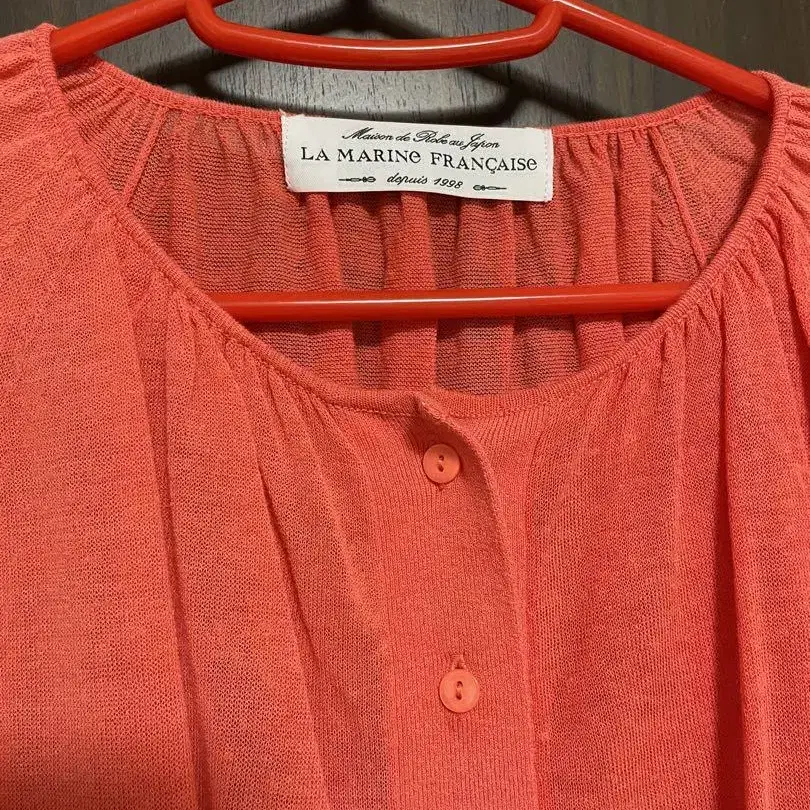 Maison de Robe au Japon
LA MARINe FRANÇAISe
depuis 1998